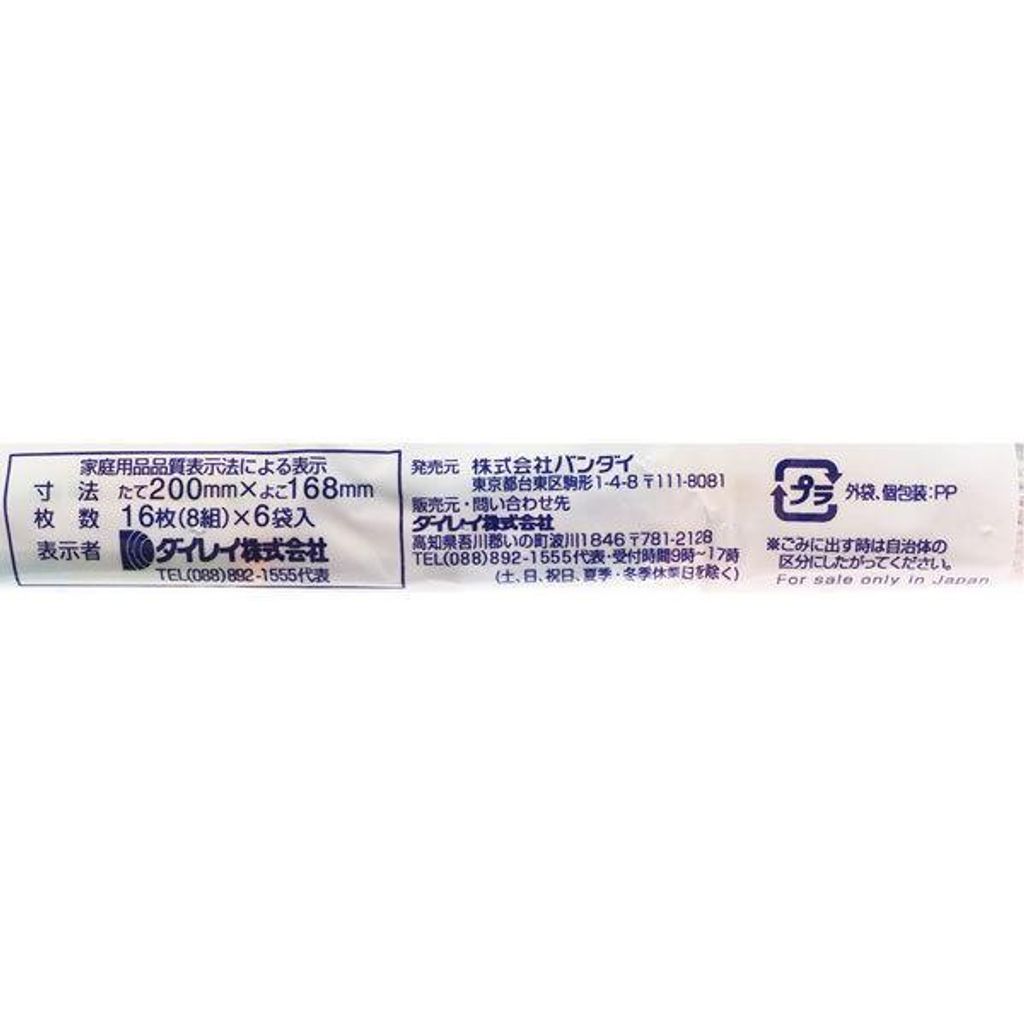 家庭用品品質表示法による表示
寸 法 たて200mm×よこ168mm
枚 数 16枚(8組)×6袋入
表示者 ダイレイ株式会社
TEL(088)892-1555代表
発売元 株式会社バンダイ
東京都台東区駒形1-4-8 〒111-8081
販売元・問い合わせ先
ダイレイ株式会社
高知県吾川郡いの町波川1846 〒781-2128
TEL(088)892-1555代表・受付時間9時~17時
(土、日、祝日、夏季・冬季休業日を除く)
プラ 外袋、個包装:PP
※ごみに出す時は自治体の
区分にしたがってください。
For sale only in Japan